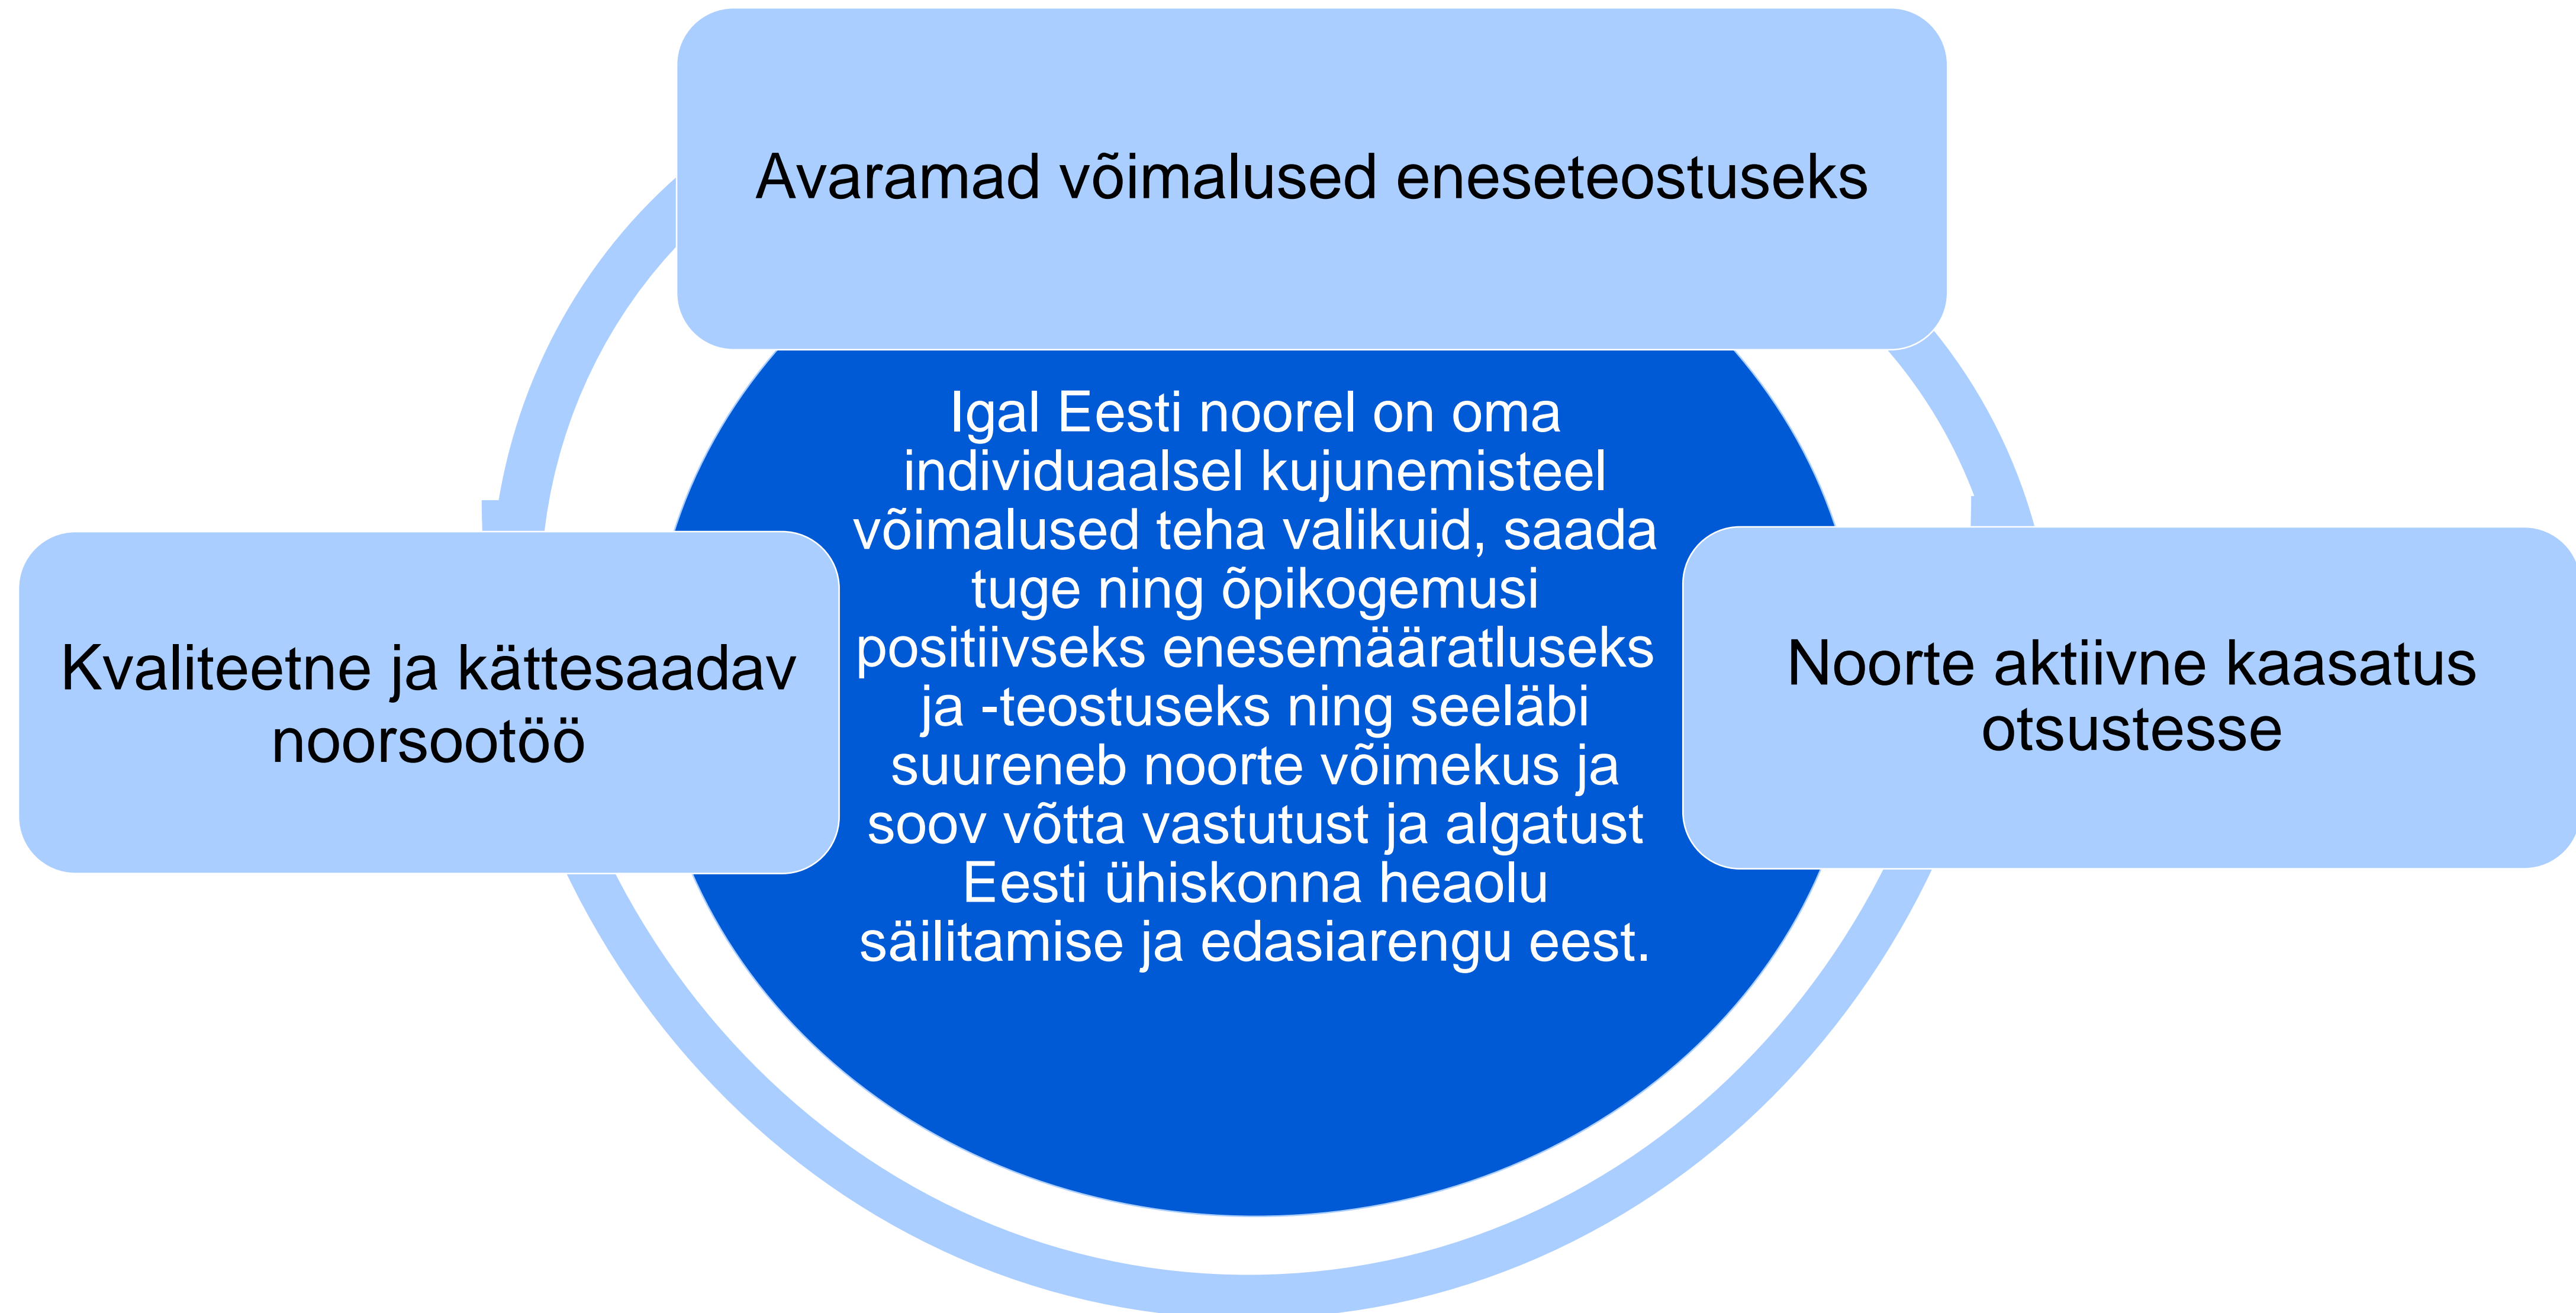 Avaramad võimalused eneseteostuseks
Igal Eesti noorel on oma
individuaalsel kujunemisteel
võimalused teha valikuid, saada
tuge ning õpikogemusi
positiivseks enesemääratluseks
ja -teostuseks ning seeläbi
suureneb noorte võimekus ja
soov võtta vastutust ja algatust
Eesti ühiskonna heaolu
säilitamise ja edasiarengu eest.
Kvaliteetne ja kättesaadav
noorsootöö
Noorte aktiivne kaasatus
otsustesse